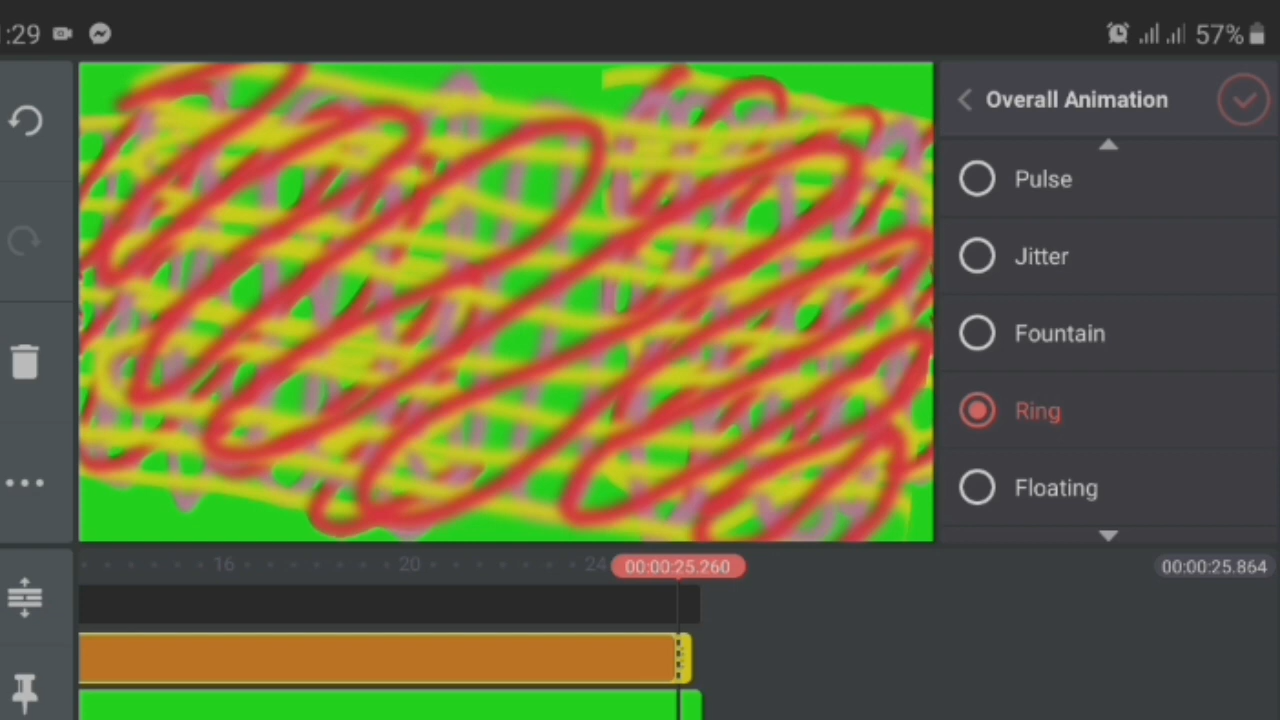 :29
57%
Overall Animation
Pulse
Jitter
Fountain
Ring
Floating
16
20
24
00:00:25.260
00:00:25.864